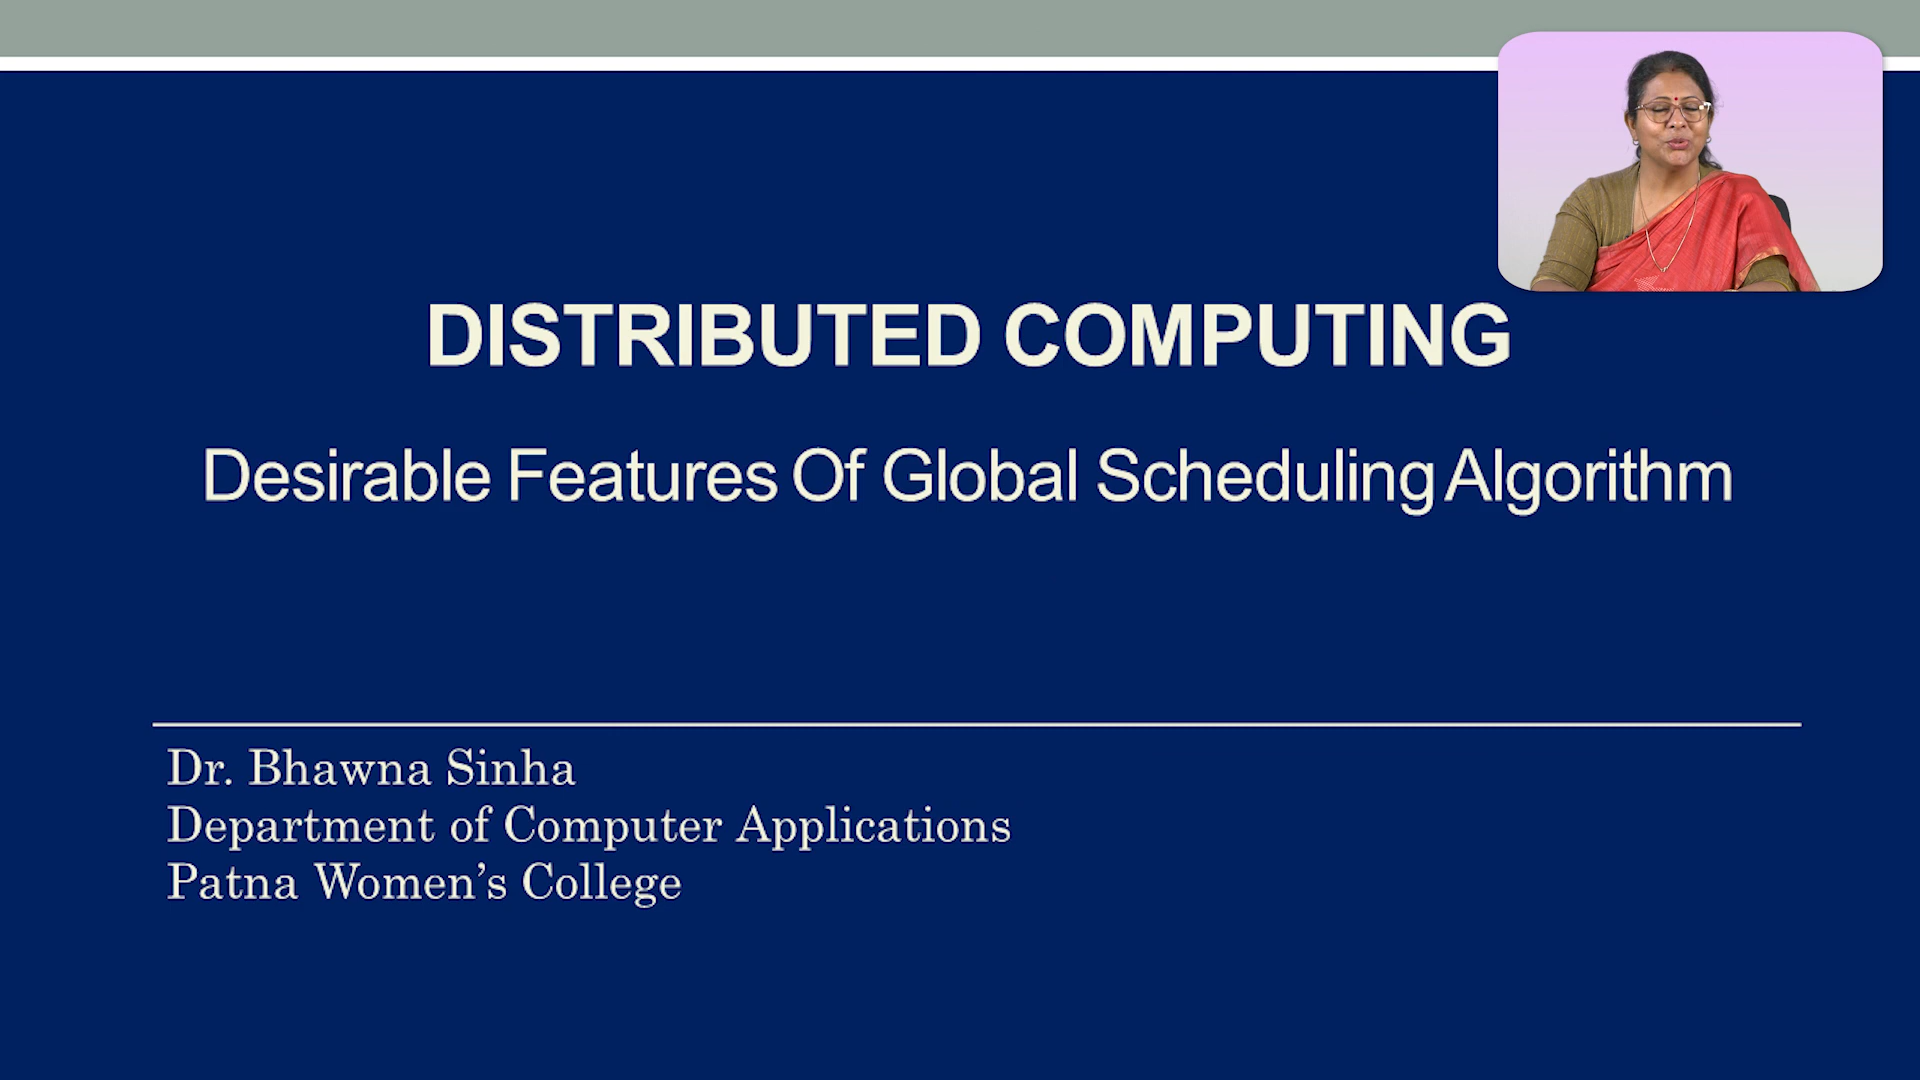 DISTRIBUTED COMPUTING
Desirable Features Of Global Scheduling Algorithm
Dr. Bhawna Sinha
Department of Computer Applications
Patna Women’s College